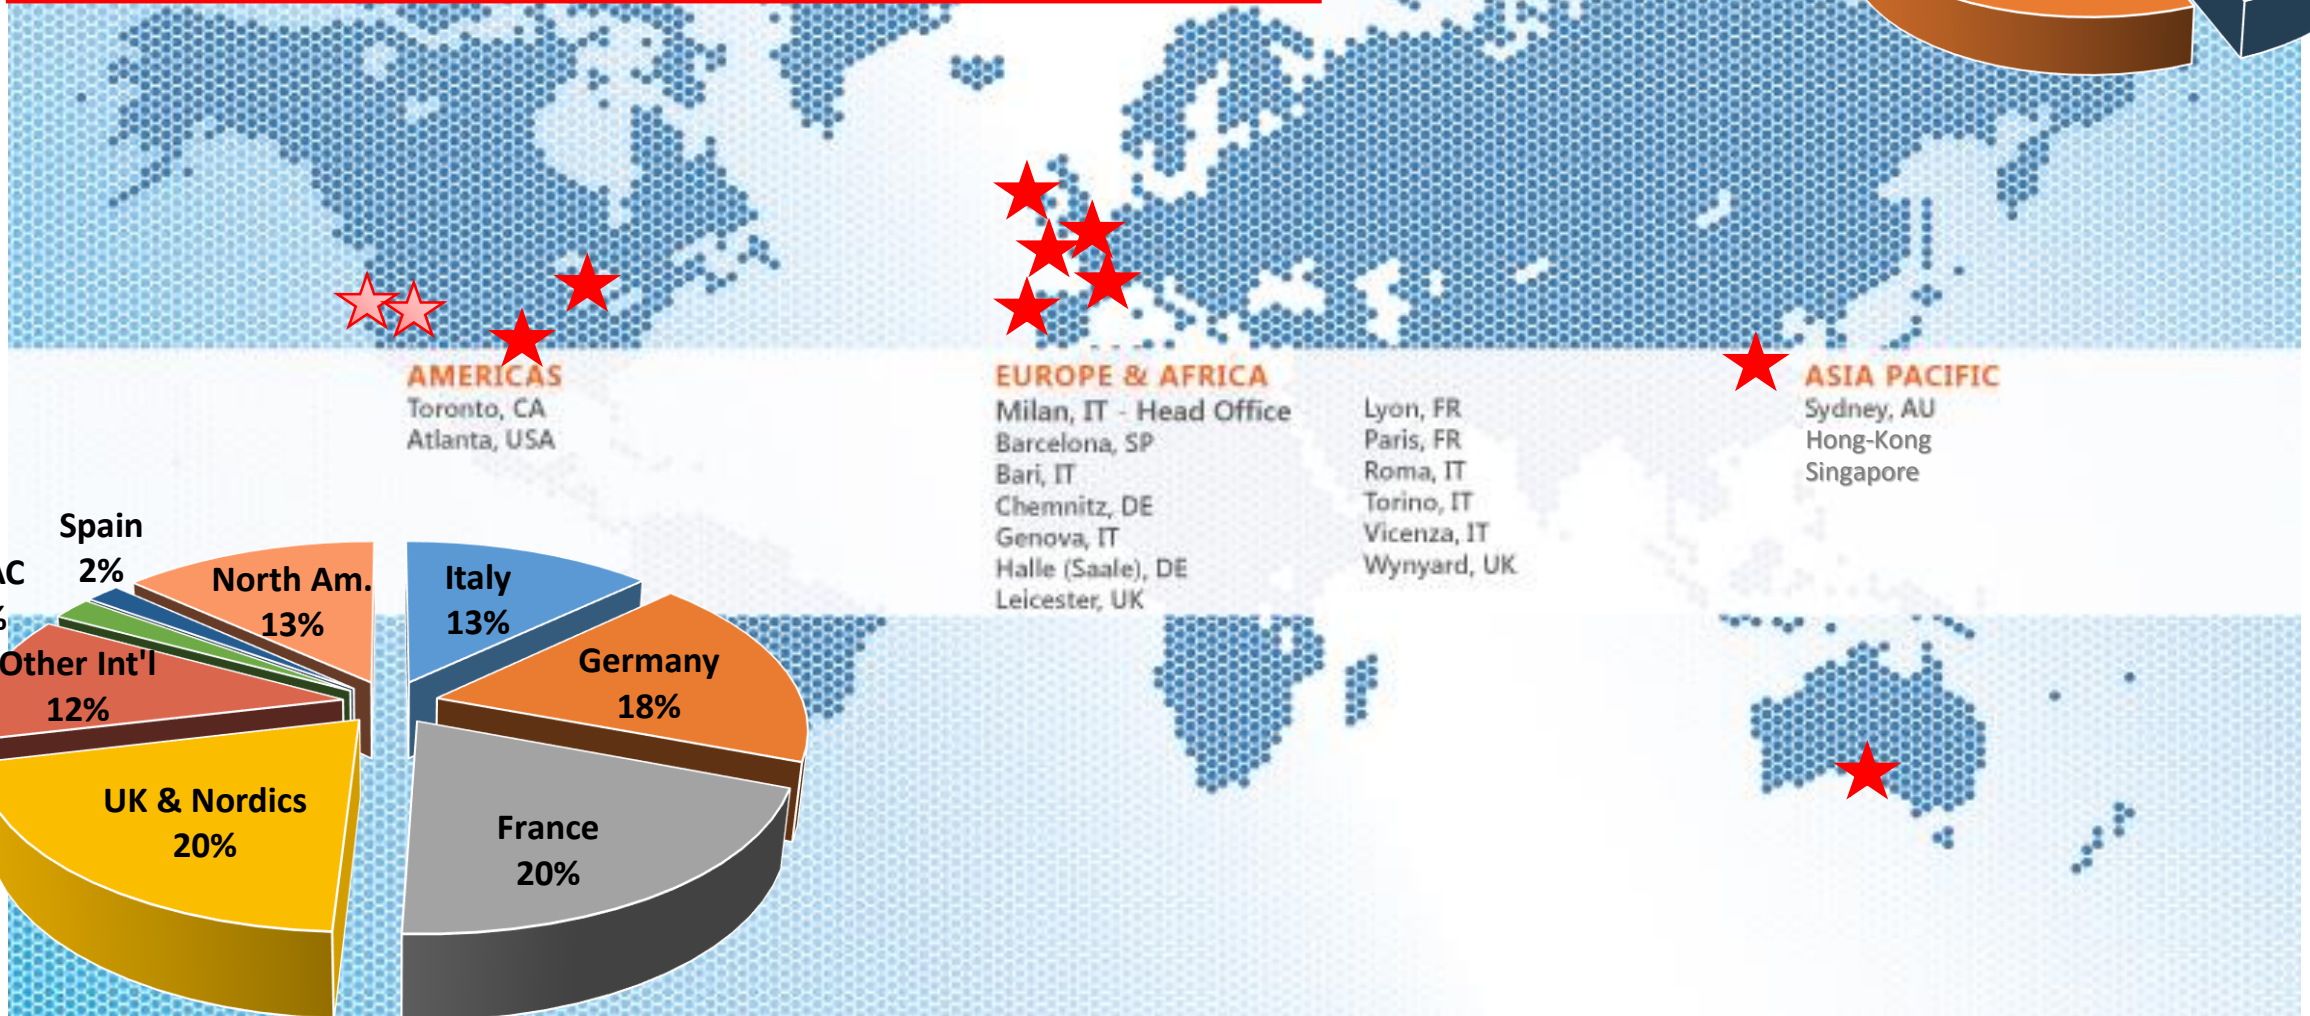 AMERICAS
Toronto, CA
Atlanta, USA
EUROPE & AFRICA
Milan, IT - Head Office
Barcelona, SP
Bari, IT
Chemnitz, DE
Genova, IT
Halle (Saale), DE
Leicester, UK
Lyon, FR
Paris, FR
Roma, IT
Torino, IT
Vicenza, IT
Wynyard, UK
ASIA PACIFIC
Sydney, AU
Hong-Kong
Singapore
Spain
2%
AC
%
North Am.
13%
Italy
13%
Other Int'l
12%
Germany
18%
UK & Nordics
20%
France
20%